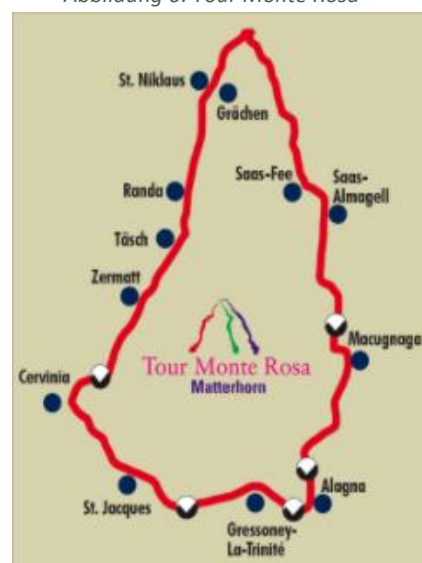 Abbildung 6: Tour Monte Rosa
St. Niklaus
Grächen
Saas-Fee
Saas-
Almagell
Randa
Täsch
Zermatt
Macugnaga
Tour Monte Rosa
Matterhorn
Cervinia
St. Jacques
Alagna
Gressoney-
La-Trinité